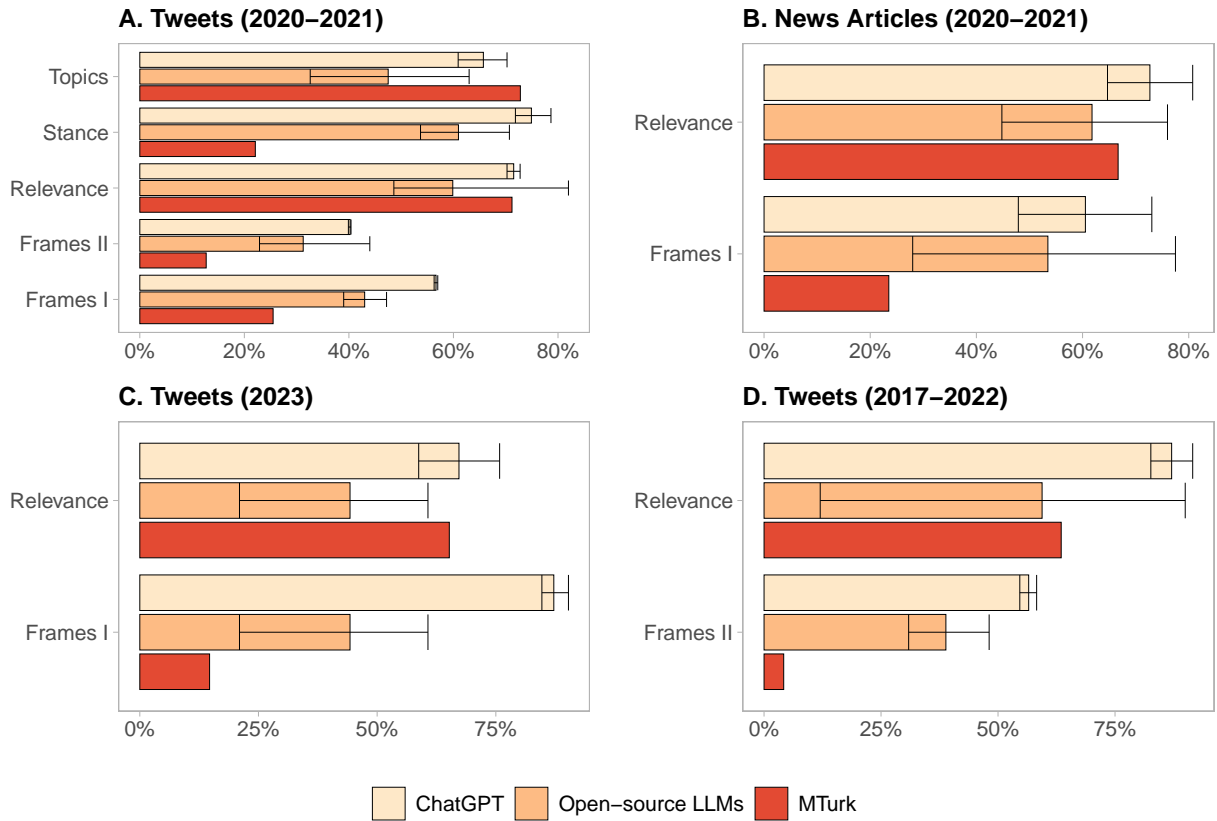 A. Tweets (2020−2021)
Topics
Stance
Relevance
Frames II
Frames I
0% 20% 40% 60% 80%
B. News Articles (2020−2021)
Relevance
Frames I
0% 20% 40% 60% 80%
C. Tweets (2023)
Relevance
Frames I
0% 25% 50% 75%
D. Tweets (2017−2022)
Relevance
Frames II
0% 25% 50% 75%
ChatGPT Open−source LLMs MTurk